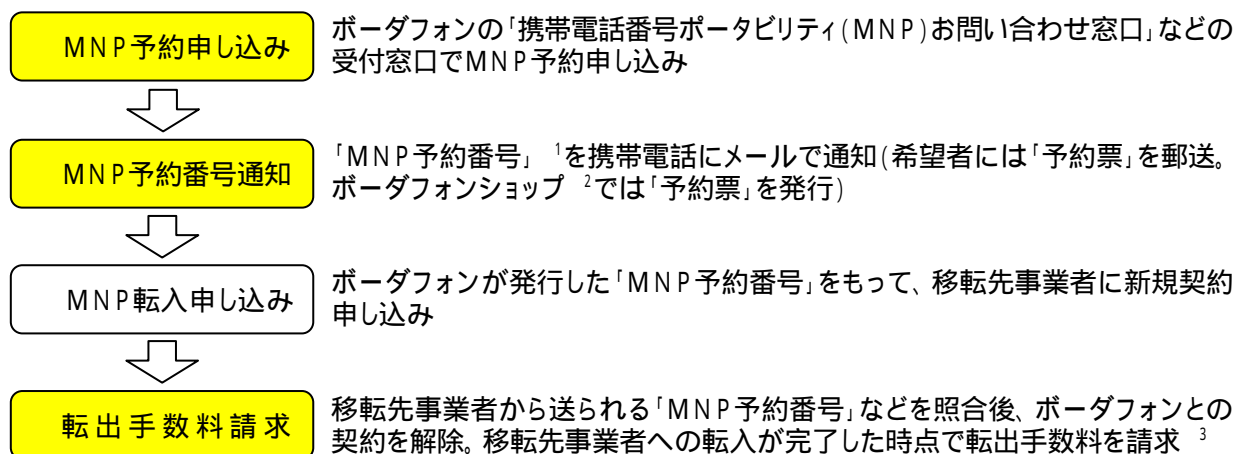 MNP予約申し込み
ボーダフォンの「携帯電話番号ポータビリティ(MNP)お問い合わせ窓口」などの
受付窓口でMNP予約申し込み
MNP予約番号通知
「MNP予約番号」 1を携帯電話にメールで通知(希望者には「予約票」を郵送。
ボーダフォンショップ 2では「予約票」を発行)
MNP転入申し込み
ボーダフォンが発行した「MNP予約番号」をもって、移転先事業者に新規契約
申し込み
転出手数料請求
移転先事業者から送られる「MNP予約番号」などを照合後、ボーダフォンとの
契約を解除。移転先事業者への転入が完了した時点で転出手数料を請求 3